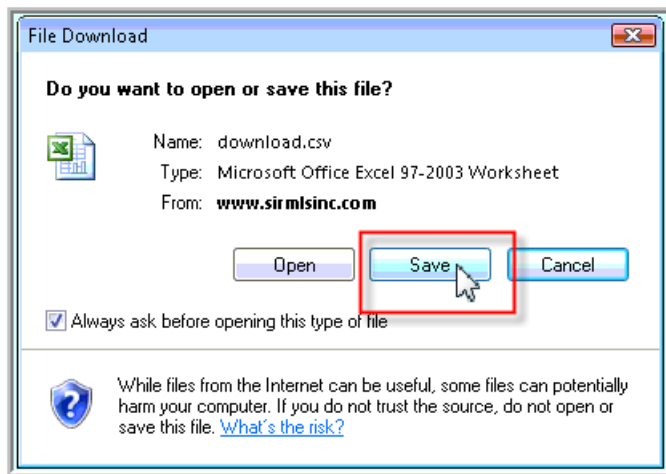 File Download
Do you want to open or save this file?
Name: download.csv
Type: Microsoft Office Excel 97-2003 Worksheet
From: www.sirmlsinc.com
Open Save Cancel
Always ask before opening this type of file
While files from the Internet can be useful, some files can potentially
harm your computer. If you do not trust the source, do not open or
save this file. What's the risk?